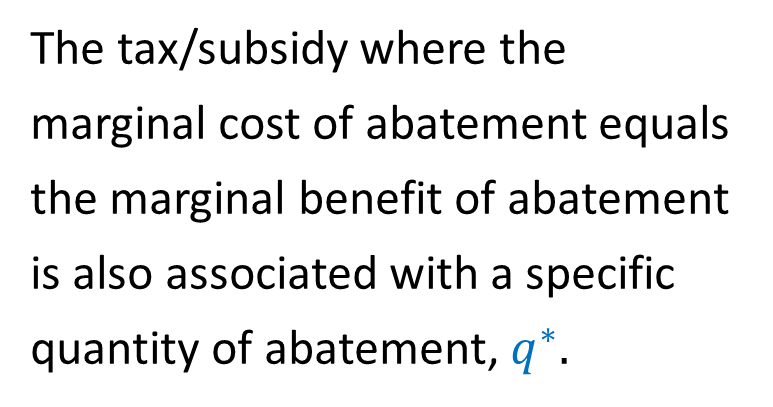 The tax/subsidy where the
marginal cost of abatement equals
the marginal benefit of abatement
is also associated with a specific
quantity of abatement, q*.